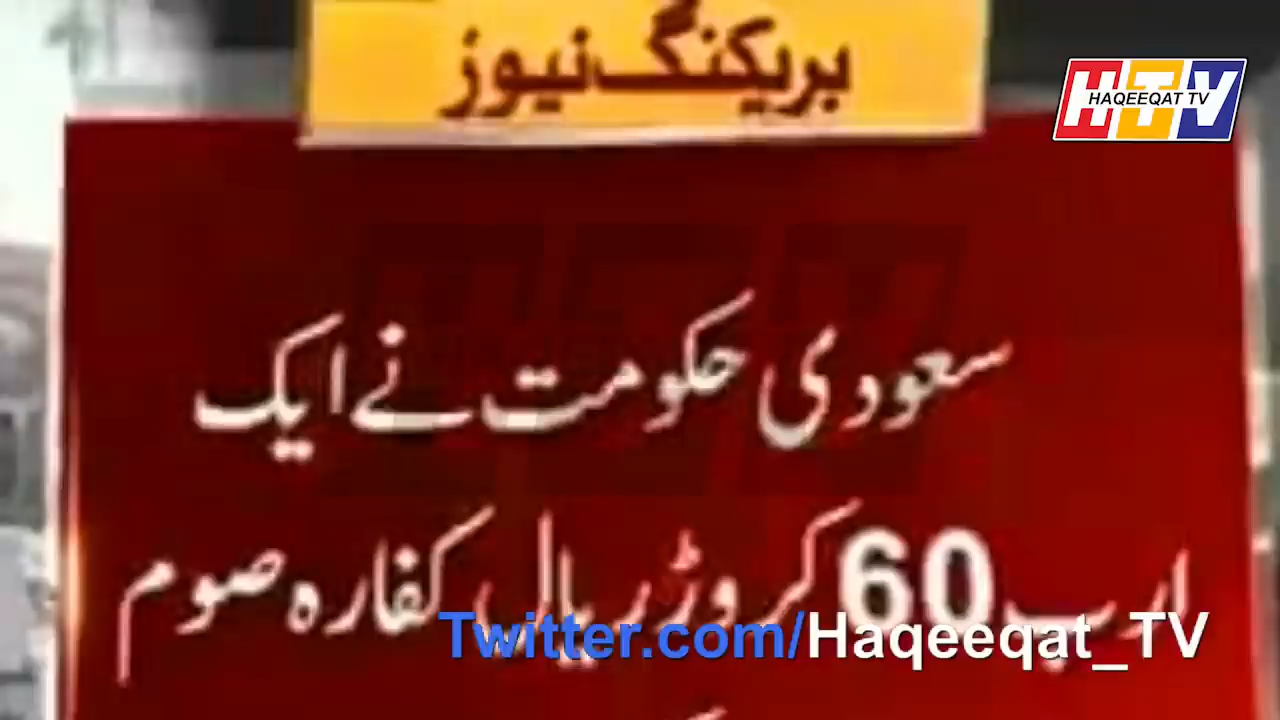 بریکنگ نیوز
HTV
HAQEEQAT TV
سعودی حکومت نے ایک
ارب 60 کروڑ ریال کفارہ صوم
Twitter.com/Haqeeqat_TV